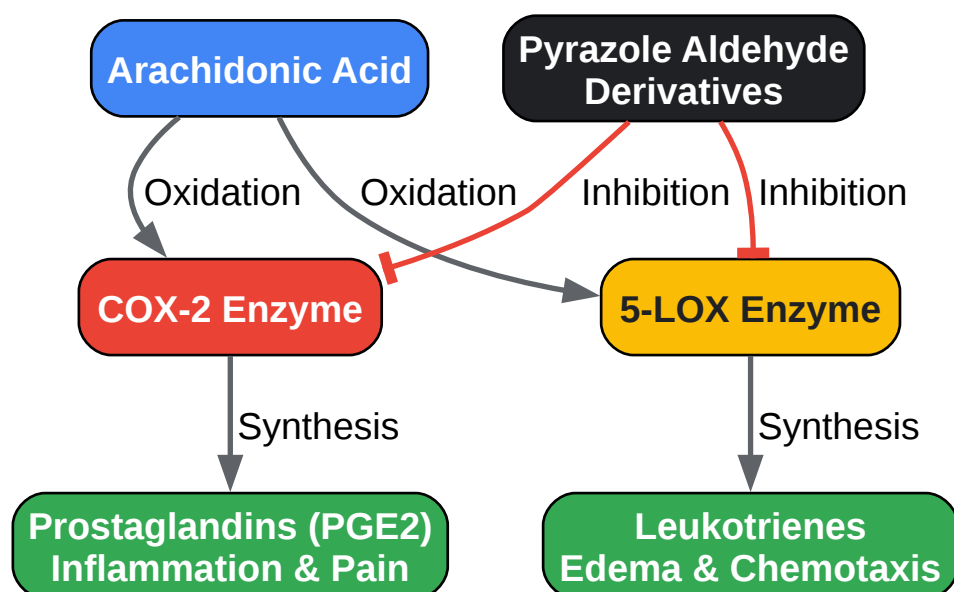 Arachidonic Acid
Pyrazole Aldehyde
Derivatives
Oxidation
Oxidation
Inhibition
Inhibition
COX-2 Enzyme
5-LOX Enzyme
Synthesis
Synthesis
Prostaglandins (PGE2)
Inflammation & Pain
Leukotrienes
Edema & Chemotaxis